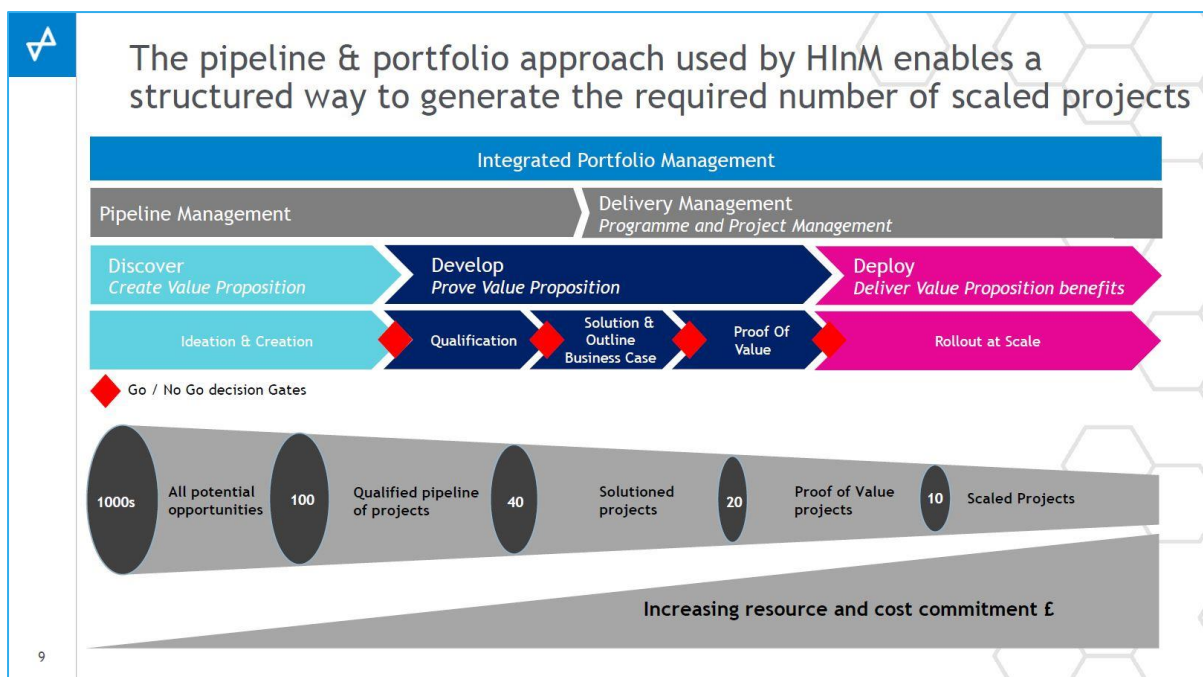 The pipeline & portfolio approach used by HInM enables a
structured way to generate the required number of scaled projects
Integrated Portfolio Management
Pipeline Management
Delivery Management
Programme and Project Management
Discover
Create Value Proposition
Develop
Prove Value Proposition
Deploy
Deliver Value Proposition benefits
Ideation & Creation
Qualification
Solution &
Outline
Business Case
Proof Of
Value
Rollout at Scale
Go / No Go decision Gates
1000s
All potential
opportunities
100
Qualified pipeline
of projects
40
Solutioned
projects
20
Proof of Value
projects
10
Scaled Projects
Increasing resource and cost commitment £
9